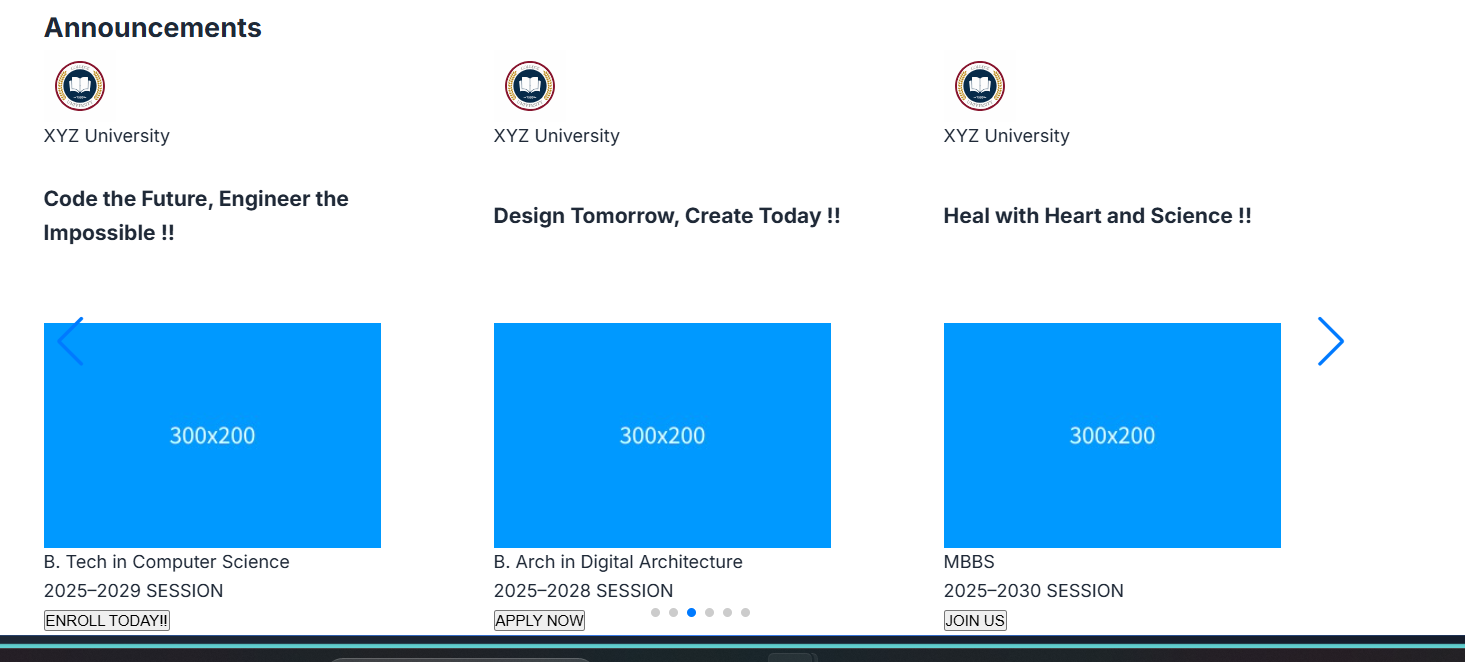 Announcements
XYZ University
Code the Future, Engineer the
Impossible !!
300x200
B. Tech in Computer Science
2025–2029 SESSION
ENROLL TODAY!!
XYZ University
Design Tomorrow, Create Today !!
300x200
B. Arch in Digital Architecture
2025–2028 SESSION
APPLY NOW
XYZ University
Heal with Heart and Science !!
300x200
MBBS
2025–2030 SESSION
JOIN US